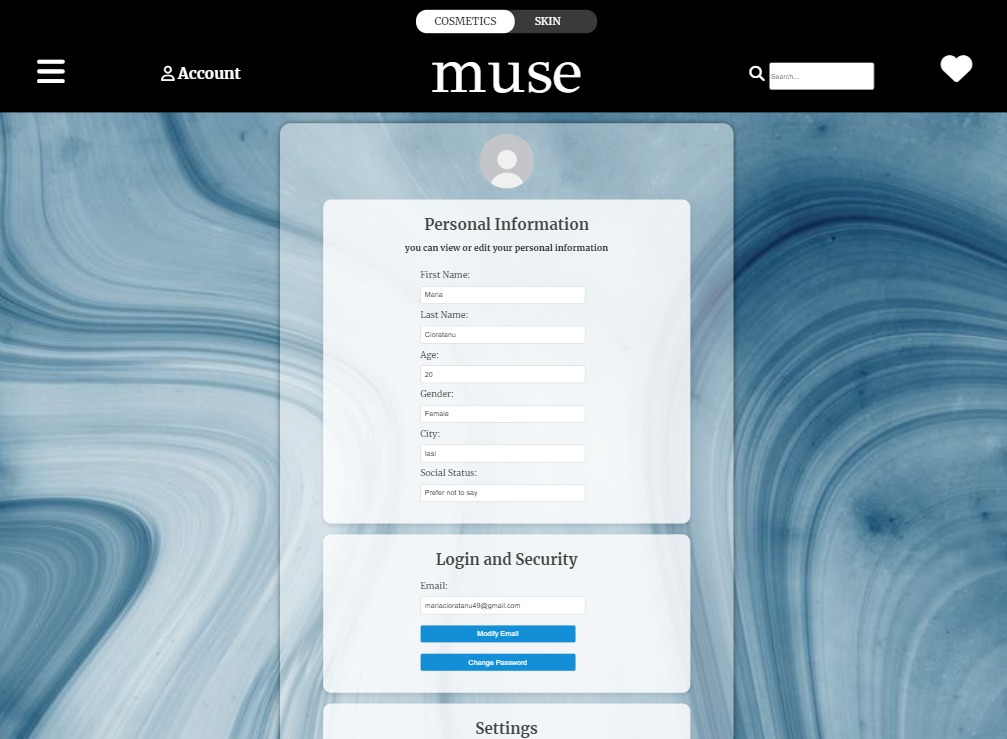 COSMETICS SKIN
Account
muse
Search...
Personal Information
you can view or edit your personal information
First Name:
Maria
Last Name:
Cioratanu
Age:
20
Gender:
Female
City:
Iasi
Social Status:
Prefer not to say
Login and Security
Email:
mariacioratanu49@gmail.com
Modify Email
Change Password
Settings